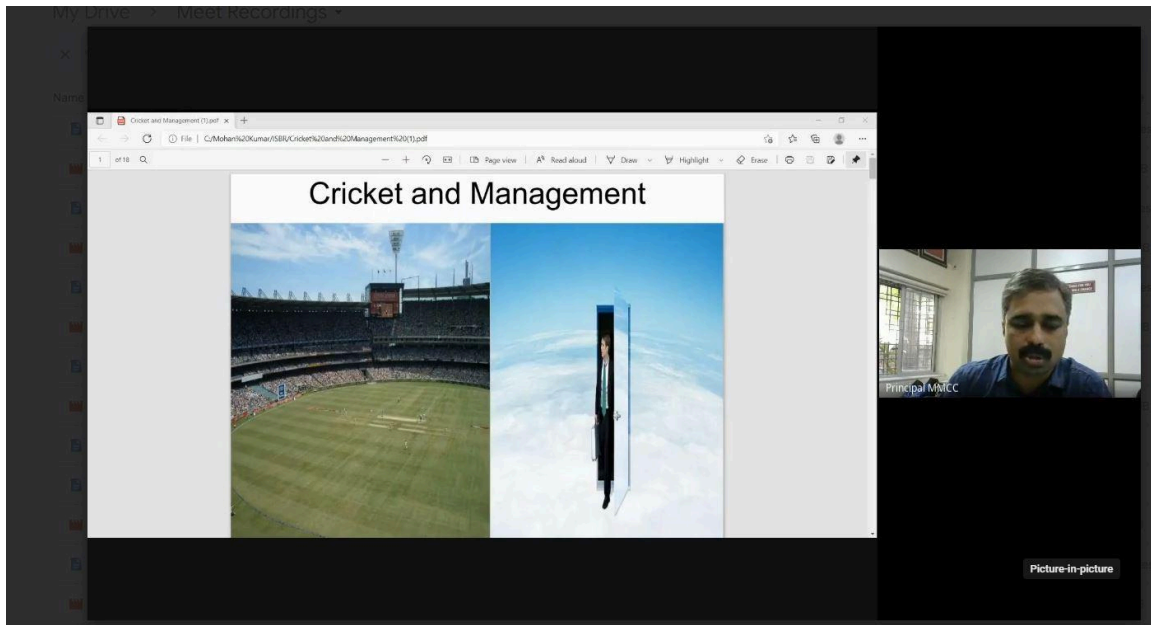 My Drive > Meet Recordings
Name
Cricket and Management (1).pdf
File | C:/Mohan%20Kumar/ISBR/Cricket%20and%20Management%20(1).pdf
1 of 18
Page view
Read aloud
Draw
Highlight
Erase
Cricket and Management
Principal MMCC
Picture-in-picture